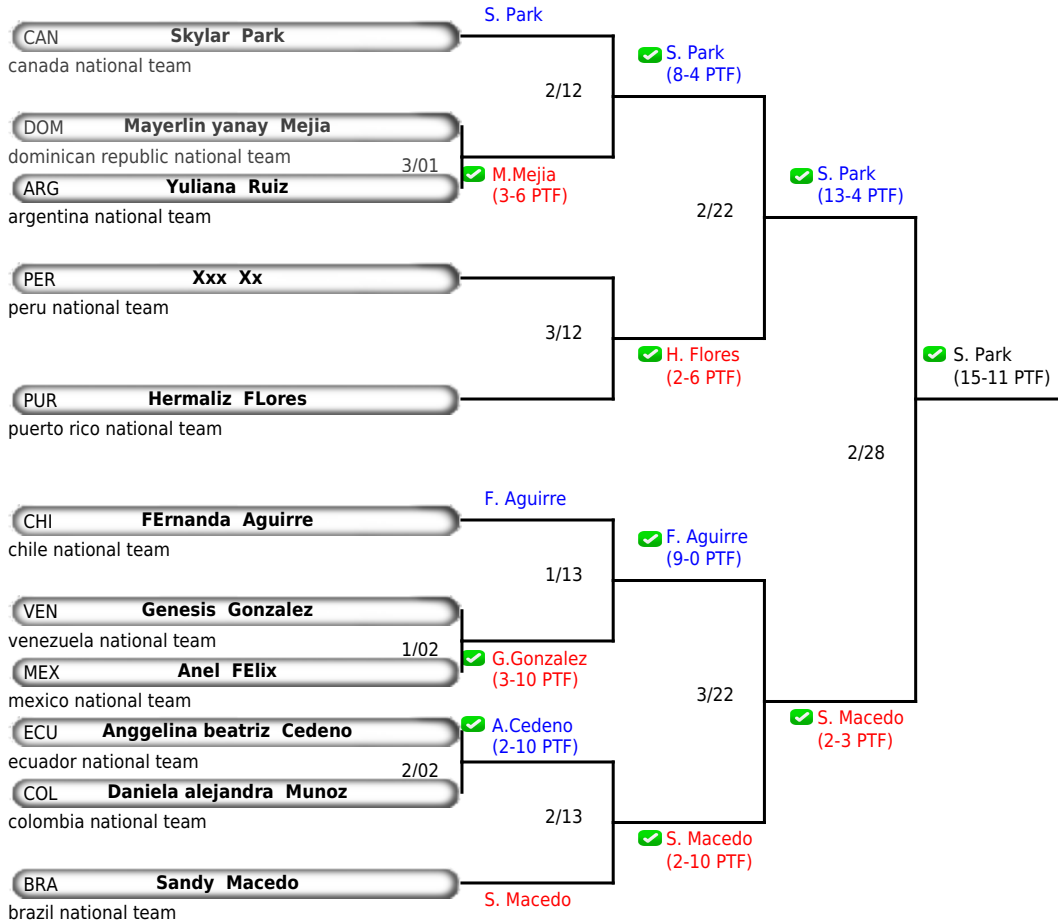 S. Park
CAN Skylar Park
canada national team
S. Park
(8-4 PTF)
2/12
DOM Mayerlin yanay Mejia
dominican republic national team
3/01
M.Mejia
(3-6 PTF)
ARG Yuliana Ruiz
argentina national team
S. Park
(13-4 PTF)
2/22
PER Xxx Xx
peru national team
3/12
H. Flores
(2-6 PTF)
S. Park
(15-11 PTF)
PUR Hermaliz FLores
puerto rico national team
2/28
F. Aguirre
CHI FErnanda Aguirre
chile national team
F. Aguirre
(9-0 PTF)
1/13
VEN Genesis Gonzalez
venezuela national team
1/02
G.Gonzalez
(3-10 PTF)
MEX Anel FElix
mexico national team
3/22
S. Macedo
(2-3 PTF)
ECU Anggelina beatriz Cedeno
A.Cedeno
(2-10 PTF)
ecuador national team
2/02
COL Daniela alejandra Munoz
colombia national team
2/13
S. Macedo
(2-10 PTF)
BRA Sandy Macedo
S. Macedo
brazil national team